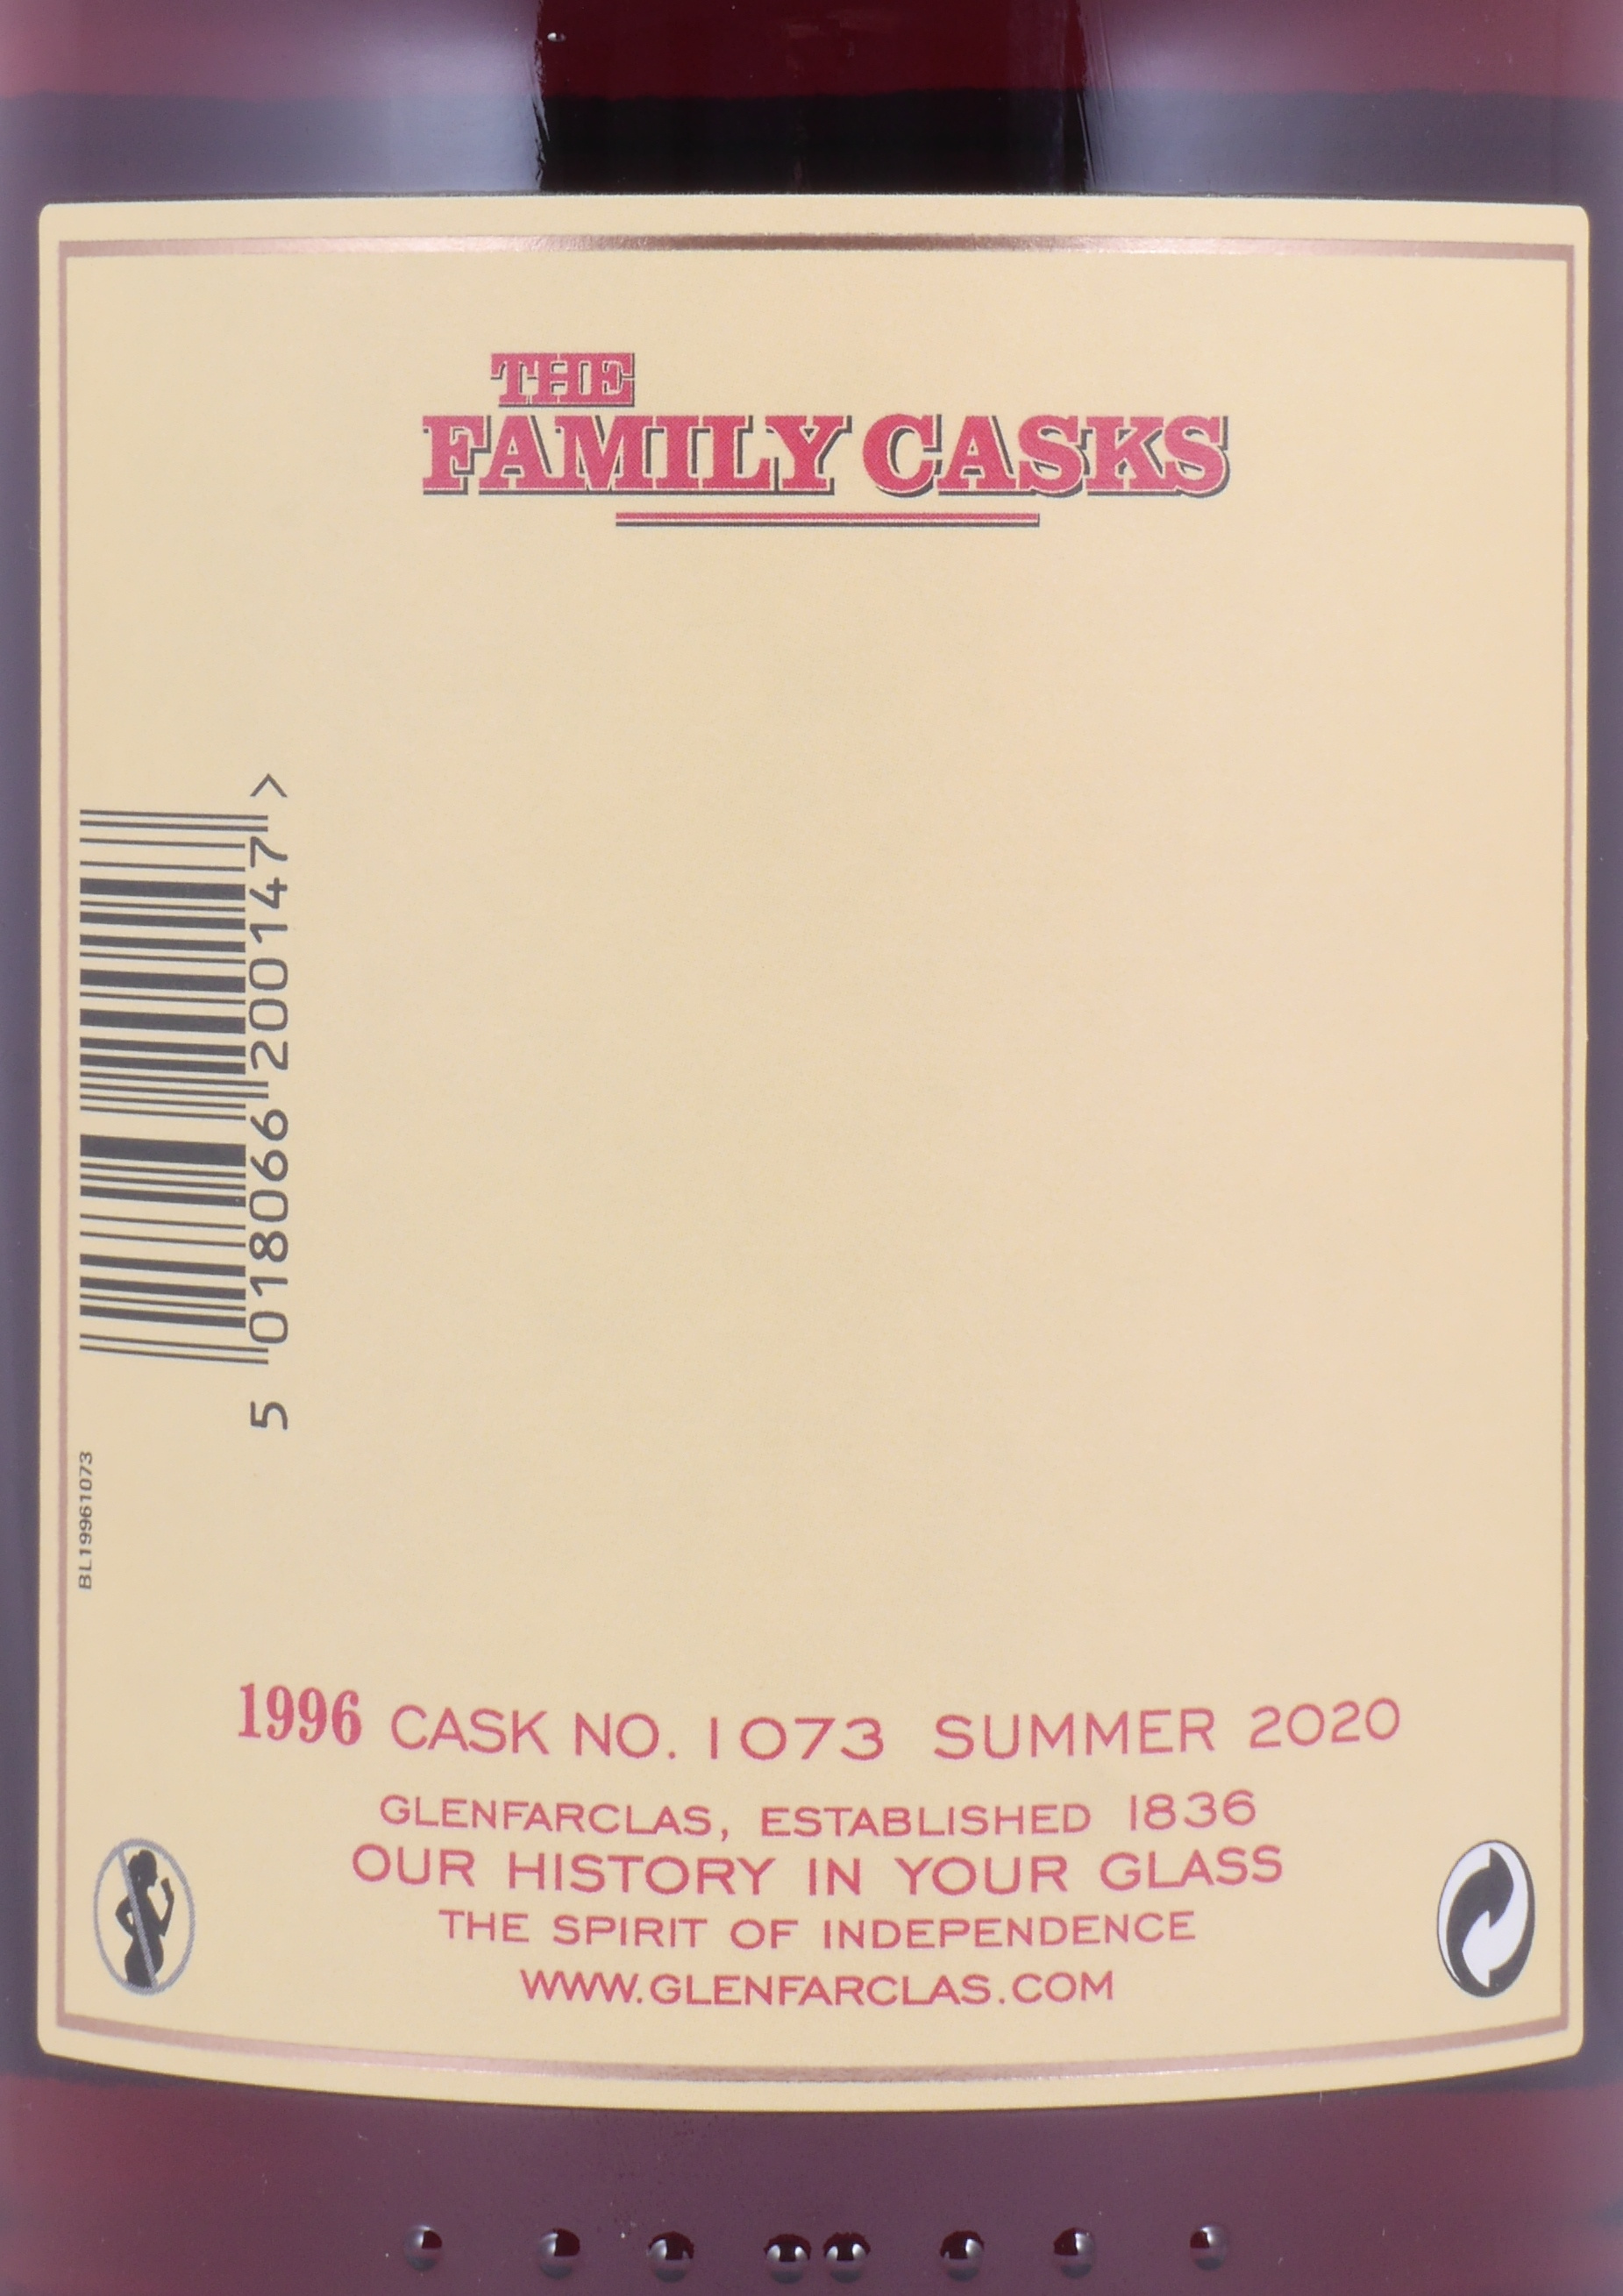 THE
FAMILY CASKS
5 018066 200147 >
BL19961073
1996 CASK NO. 1073 SUMMER 2020
GLENFARCLAS, ESTABLISHED 1836
OUR HISTORY IN YOUR GLASS
THE SPIRIT OF INDEPENDENCE
WWW.GLENFARCLAS.COM